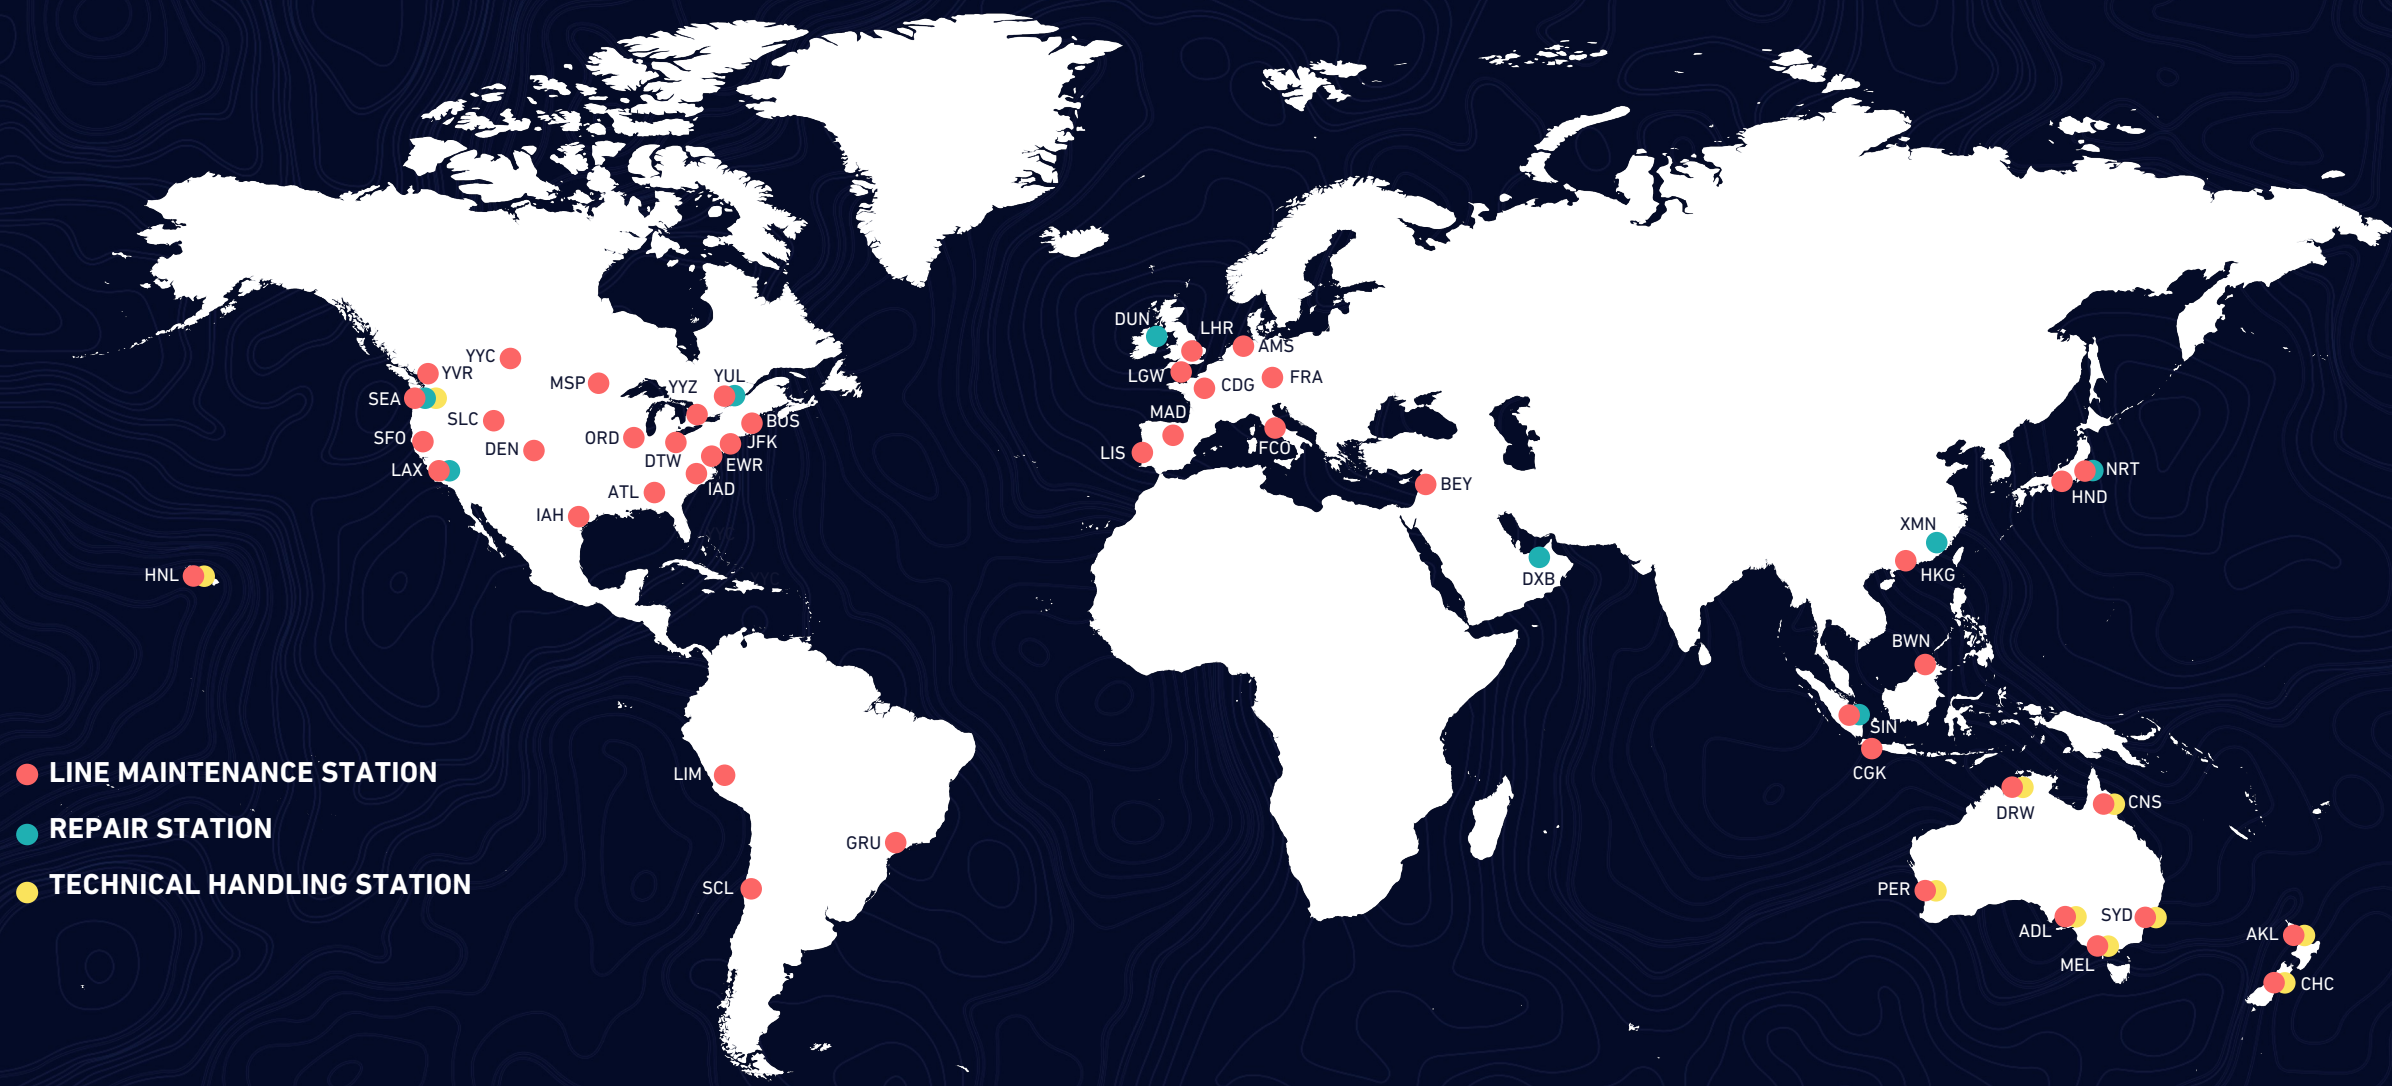 DUN
LHR
AMS
YYC
YVR
LGW
FRA
YUL
MSP
YYZ
CDG
SEA
MAD
SLC
BOS
SFO
ORD
JFK
DEN
FCO
LIS
DTW
EWR
LAX
NRT
BEY
IAD
ATL
HND
IAH
XMN
HNL
HKG
DXB
BWN
SIN
LINE MAINTENANCE STATION
LIM
CGK
CNS
DRW
REPAIR STATION
GRU
TECHNICAL HANDLING STATION
SCL
PER
SYD
ADL
AKL
MEL
CHC